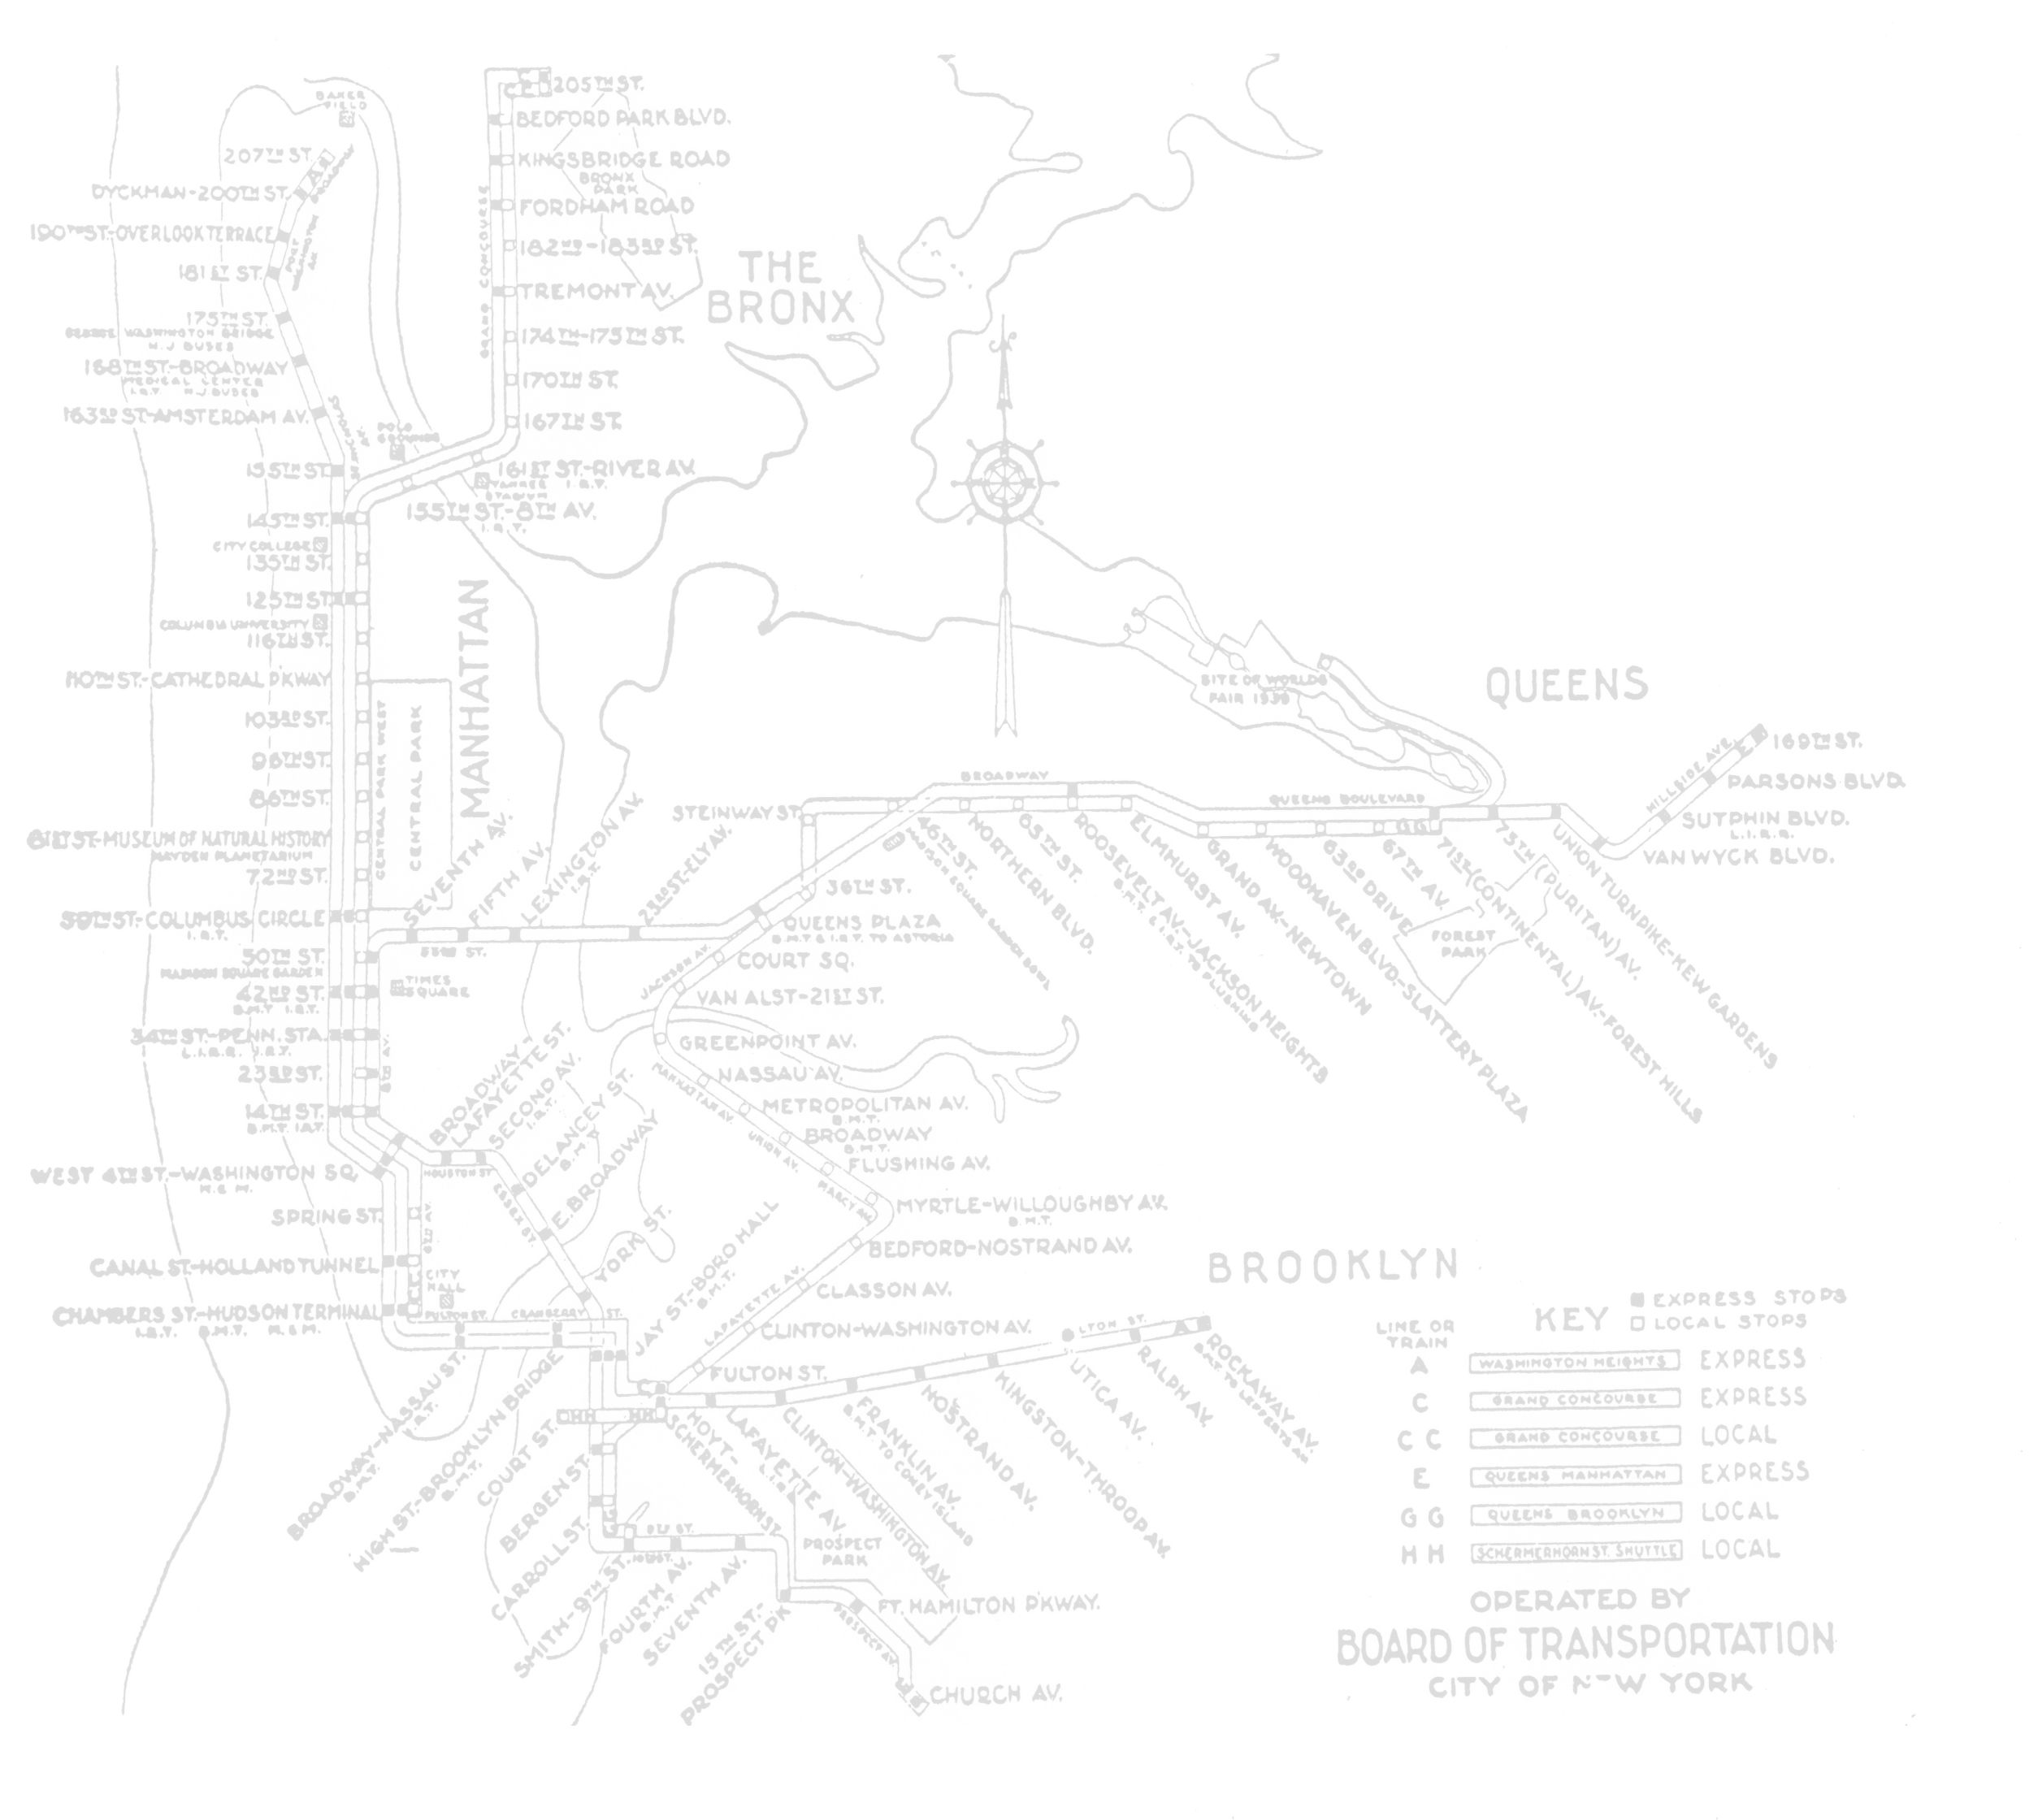 BAKER
FIELD
207TH ST.
DYCKMAN-200TH ST.
190TH ST.-OVERLOOK TERRACE
181ST ST.
175TH ST.
GEORGE WASHINGTON BRIDGE
N.J. BUSES
168TH ST.-BROADWAY
MEDICAL CENTER
I.R.T. N.J. BUSES
163RD ST-AMSTERDAM AV.
155TH ST.
145TH ST.
CITY COLLEGE
135TH ST.
125TH ST.
COLUMBIA UNIVERSITY
116TH ST.
110TH ST.-CATHEDRAL P'KWAY
103RD ST.
96TH ST.
86TH ST.
81ST ST-MUSEUM OF NATURAL HISTORY
HAYDEN PLANETARIUM
72ND ST.
59TH ST.-COLUMBUS CIRCLE
I.R.T.
50TH ST.
MADISON SQUARE GARDEN
42ND ST.
B.M.T. I.R.T.
34TH ST.-PENN. STA.
23RD ST.
14TH ST.
B.M.T. I.R.T.
WEST 4TH ST.-WASHINGTON SQ.
H. & M.
SPRING ST.
CANAL ST.-HOLLAND TUNNEL
CHAMBERS ST.-HUDSON TERMINAL
I.R.T. B.M.T. H.&M.
FORT
WASHINGTON
AV.
BROADWAY
205TH ST.
BEDFORD PARK BLVD.
KINGSBRIDGE ROAD
BRONX
PARK
FORDHAM ROAD
182ND-183RD ST.
TREMONT AV.
174TH-175TH ST.
170TH ST.
167TH ST.
GRAND CONCOURSE
POLO
GROUNDS
161ST ST.-RIVER AV.
YANKEE I.R.T.
STADIUM
155TH ST.-8TH AV.
I.R.T.
THE
BRONX
MANHATTAN
CENTRAL PARK WEST
CENTRAL PARK
SEVENTH AV.
FIFTH AV.
LEXINGTON AV.
I.R.T.
23RD ST-ELY AV.
53RD ST.
TIMES
SQUARE
8TH AV.
SITE OF WORLDS
FAIR 1939
QUEENS
BROADWAY
QUEENS BOULEVARD
HILLSIDE AVE.
E
169TH ST.
PARSONS BLVD.
SUTPHIN BLVD.
L.I.R.R.
VAN WYCK BLVD.
STEINWAY ST.
36TH ST.
QUEENS PLAZA
B.M.T & I.R.T. TO ASTORIA
COURT SQ.
JACKSON AV.
VAN ALST-21ST ST.
GREENPOINT AV.
NASSAU AV.
MANHATTAN AV.
METROPOLITAN AV.
B.M.T.
BROADWAY
B.M.T.
UNION AV.
FLUSHING AV.
MARCY AV.
MYRTLE-WILLOUGHBY AV.
B.M.T.
BEDFORD-NOSTRAND AV.
CLASSON AV.
LAFAYETTE AV.
CLINTON-WASHINGTON AV.
FULTON ST.
46TH ST.
MADISON SQUARE GARDEN BOWL
NORTHERN BLVD.
65TH ST.
ROOSEVELT AV.-JACKSON HEIGHTS
B.M.T. & I.R.T. TO FLUSHING
ELMHURST AV.
GRAND AV.-NEWTOWN
WOODHAVEN BLVD.-SLATTERY PLAZA
63RD DRIVE
67TH AV.
GG
71ST (CONTINENTAL) AV.-FOREST HILLS
75TH (PURITAN) AV.
UNION TURNPIKE-KEW GARDENS
FOREST
PARK
BROADWAY-
LAFAYETTE ST.
SECOND AV.
I.R.T.
HOUSTON ST
DELANCEY ST.
E. BROADWAY
ESSEX ST.
YORK ST.
JAY ST-BORO HALL
B.M.T.
CITY
HALL
FULTON ST.
CRANBERRY ST.
BROOKLYN
BROADWAY-NASSAU ST.
B.M.T. I.R.T.
HIGH ST.-BROOKLYN BRIDGE
B.M.T.
COURT ST.
BERGEN ST.
CARROLL ST.
SMITH-9TH ST.
FOURTH AV.
B.M.T
SEVENTH AV.
15TH ST.-
PROSPECT PK
HH
HH
HOYT-
SCHERMERHORN ST.
LAFAYETTE AV.
CLINTON-WASHINGTON AV.
FRANKLIN AV.
B.M.T TO CONEY ISLAND
NOSTRAND AV.
KINGSTON-THROOP AV.
UTICA AV.
RALPH AV.
A
ROCKAWAY AV.
PROSPECT
PARK
FT. HAMILTON P'KWAY.
PROSPECT AV.
CHURCH AV.
KEY
EXPRESS STOPS
LOCAL STOPS
LINE OR
TRAIN
A WASHINGTON HEIGHTS EXPRESS
C GRAND CONCOURSE EXPRESS
C C GRAND CONCOURSE LOCAL
E QUEENS MANHATTAN EXPRESS
G G QUEENS BROOKLYN LOCAL
H H SCHERMERHORN ST. SHUTTLE LOCAL
OPERATED BY
BOARD OF TRANSPORTATION
CITY OF NEW YORK